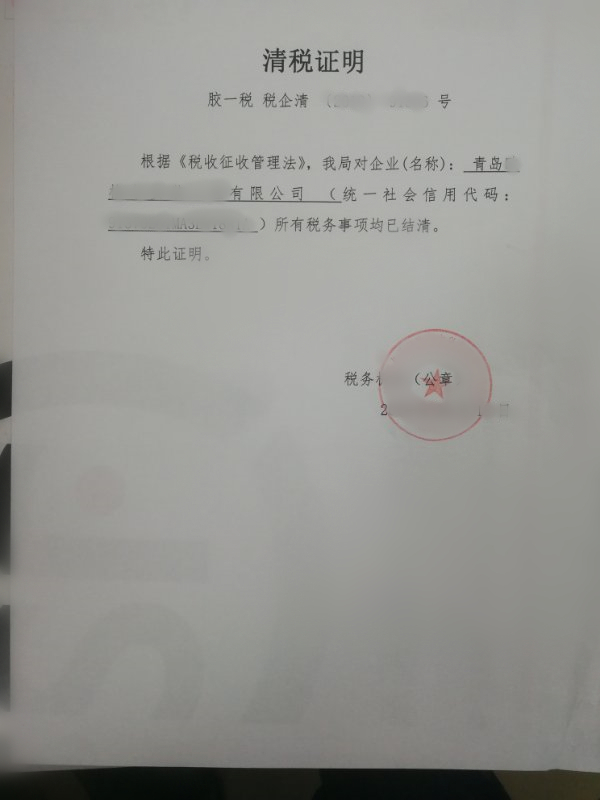 清税证明
胶一税 税企清 号
根据《税收征收管理法》，我局对企业(名称)： 青岛
有限公司 （统一社会信用代码：
）所有税务事项均已结清。
特此证明。
税务 （公章
2